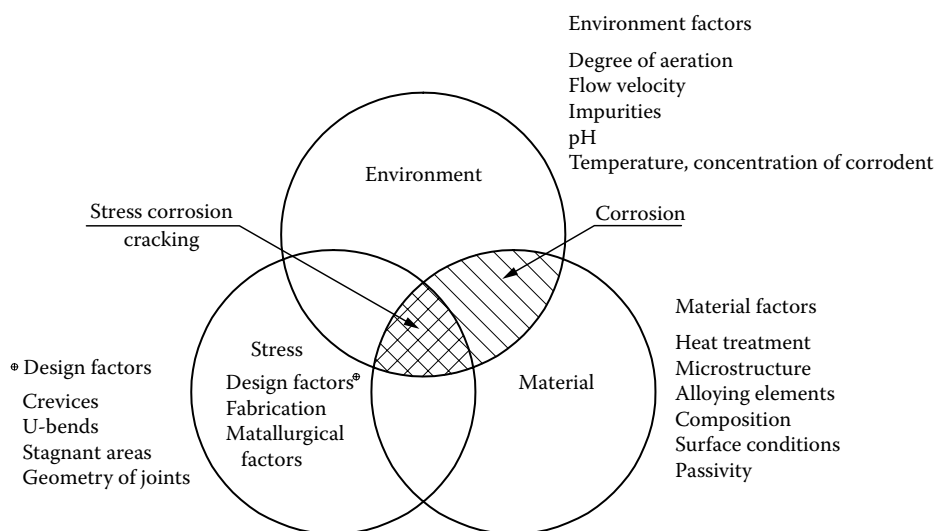 Environment factors
Degree of aeration
Flow velocity
Impurities
pH
Temperature, concentration of corrodent
Environment
Stress corrosion
cracking
Corrosion
Material factors
Heat treatment
Microstructure
Alloying elements
Composition
Surface conditions
Passivity
Stress
Design factors⊕
Fabrication
Matallurgical
factors
Material
⊕ Design factors
Crevices
U-bends
Stagnant areas
Geometry of joints